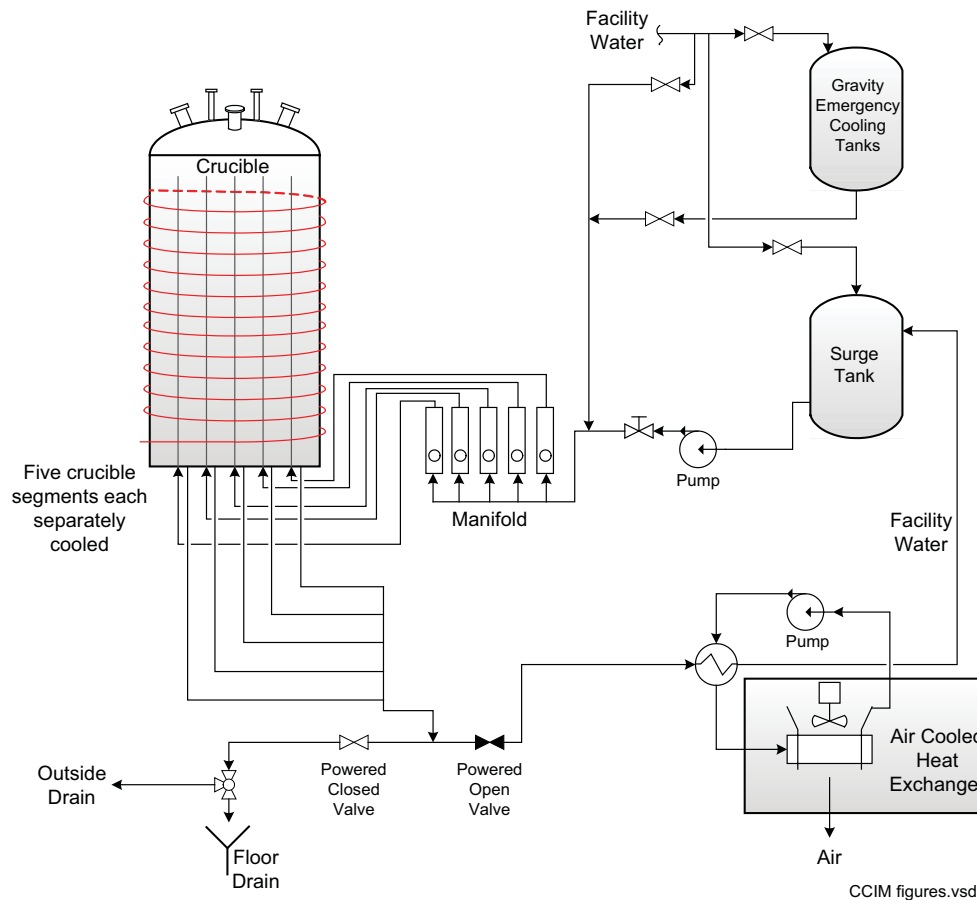 Facility
Water
Gravity
Emergency
Cooling
Tanks
Crucible
Surge
Tank
Pump
Five crucible
segments each
separately
cooled
Manifold
Facility
Water
Pump
Air Cooled
Heat
Exchange
Outside
Drain
Powered
Closed
Valve
Powered
Open
Valve
Floor
Drain
Air
CCIM figures.vsd